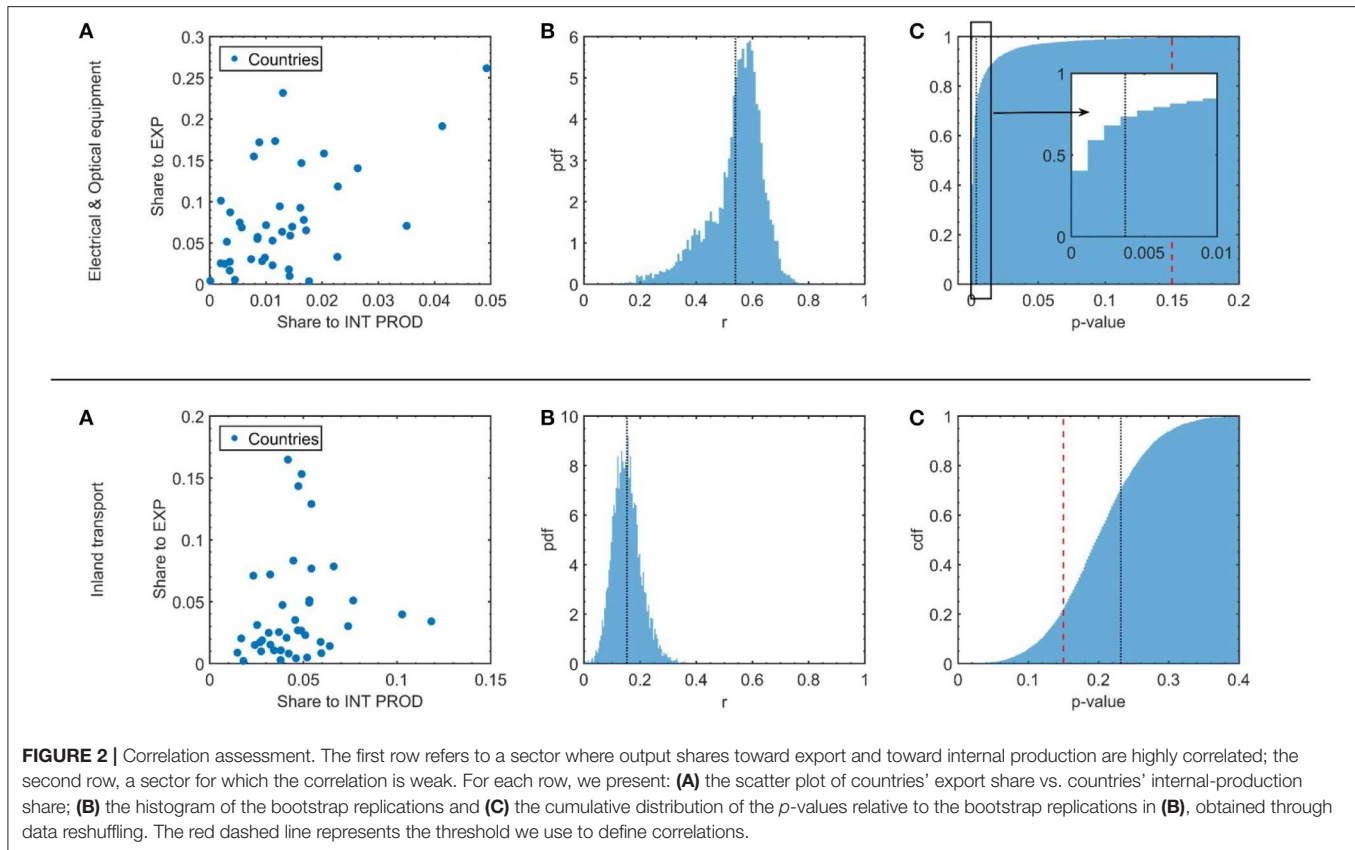 A
Electrical & Optical equipment
Share to EXP
0.3
0.25
0.2
0.15
0.1
0.05
0
Countries
0 0.01 0.02 0.03 0.04 0.05
Share to INT PROD
B
pdf
6
5
4
3
2
1
0
0 0.2 0.4 0.6 0.8 1
r
C
cdf
1
0.8
0.6
0.4
0.2
0
1
0.5
0
0 0.005 0.01
0 0.05 0.1 0.15 0.2
p-value
A
Inland transport
Share to EXP
0.2
0.15
0.1
0.05
0
Countries
0 0.05 0.1 0.15
Share to INT PROD
B
pdf
10
8
6
4
2
0
0 0.2 0.4 0.6 0.8 1
r
C
cdf
1
0.8
0.6
0.4
0.2
0
0 0.1 0.2 0.3 0.4
p-value
FIGURE 2 | Correlation assessment. The first row refers to a sector where output shares toward export and toward internal production are highly correlated; the
second row, a sector for which the correlation is weak. For each row, we present: (A) the scatter plot of countries' export share vs. countries' internal-production
share; (B) the histogram of the bootstrap replications and (C) the cumulative distribution of the p-values relative to the bootstrap replications in (B), obtained through
data reshuffling. The red dashed line represents the threshold we use to define correlations.